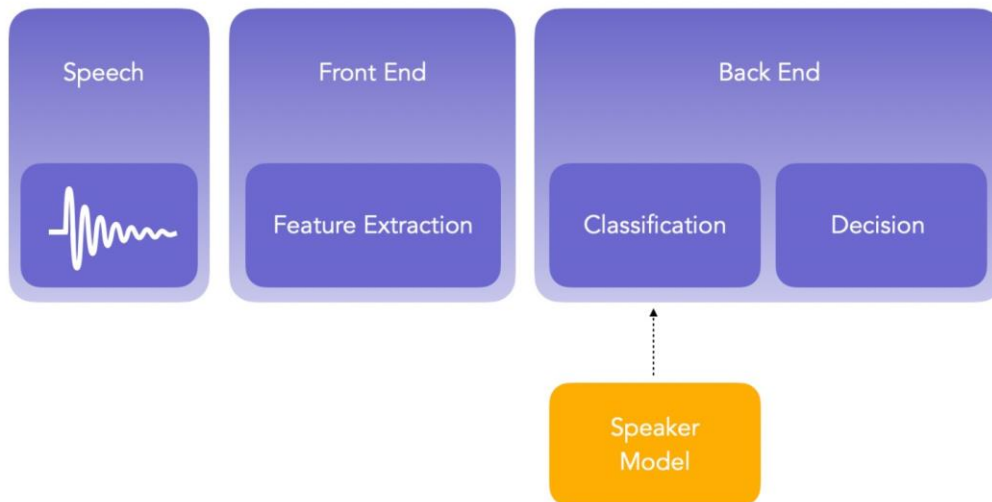 Speech
Front End
Back End
Feature Extraction
Classification
Decision
Speaker
Model